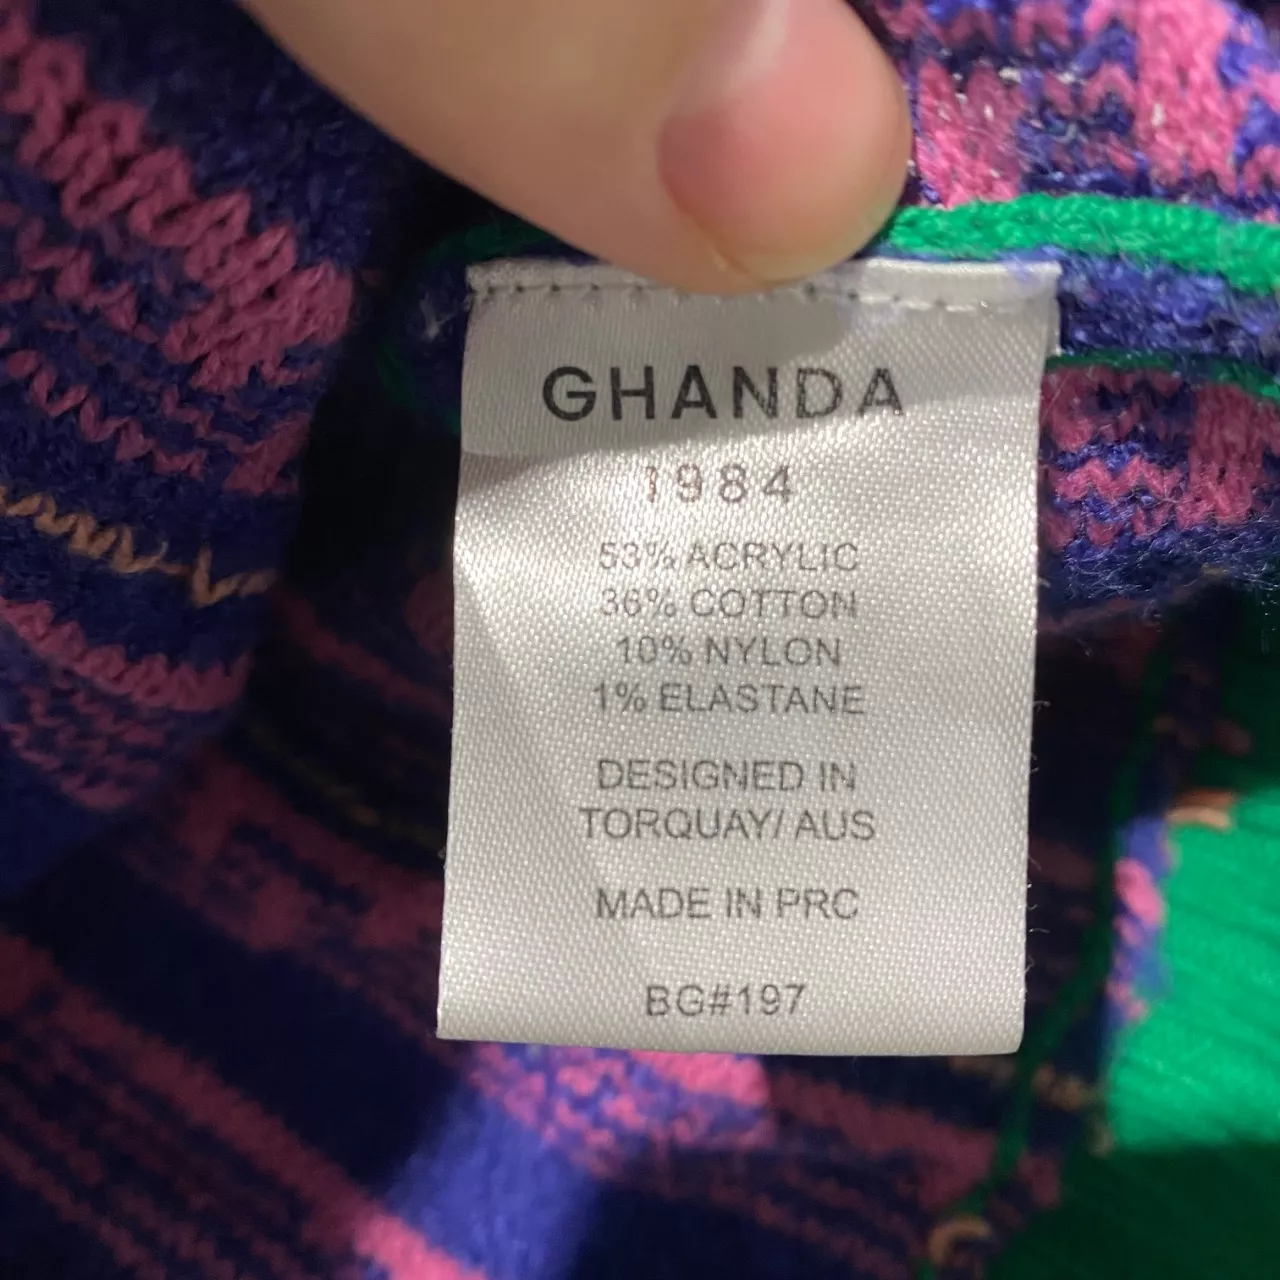 GHANDA
1984
53% ACRYLIC
36% COTTON
10% NYLON
1% ELASTANE
DESIGNED IN
TORQUAY/ AUS
MADE IN PRC
BG#197